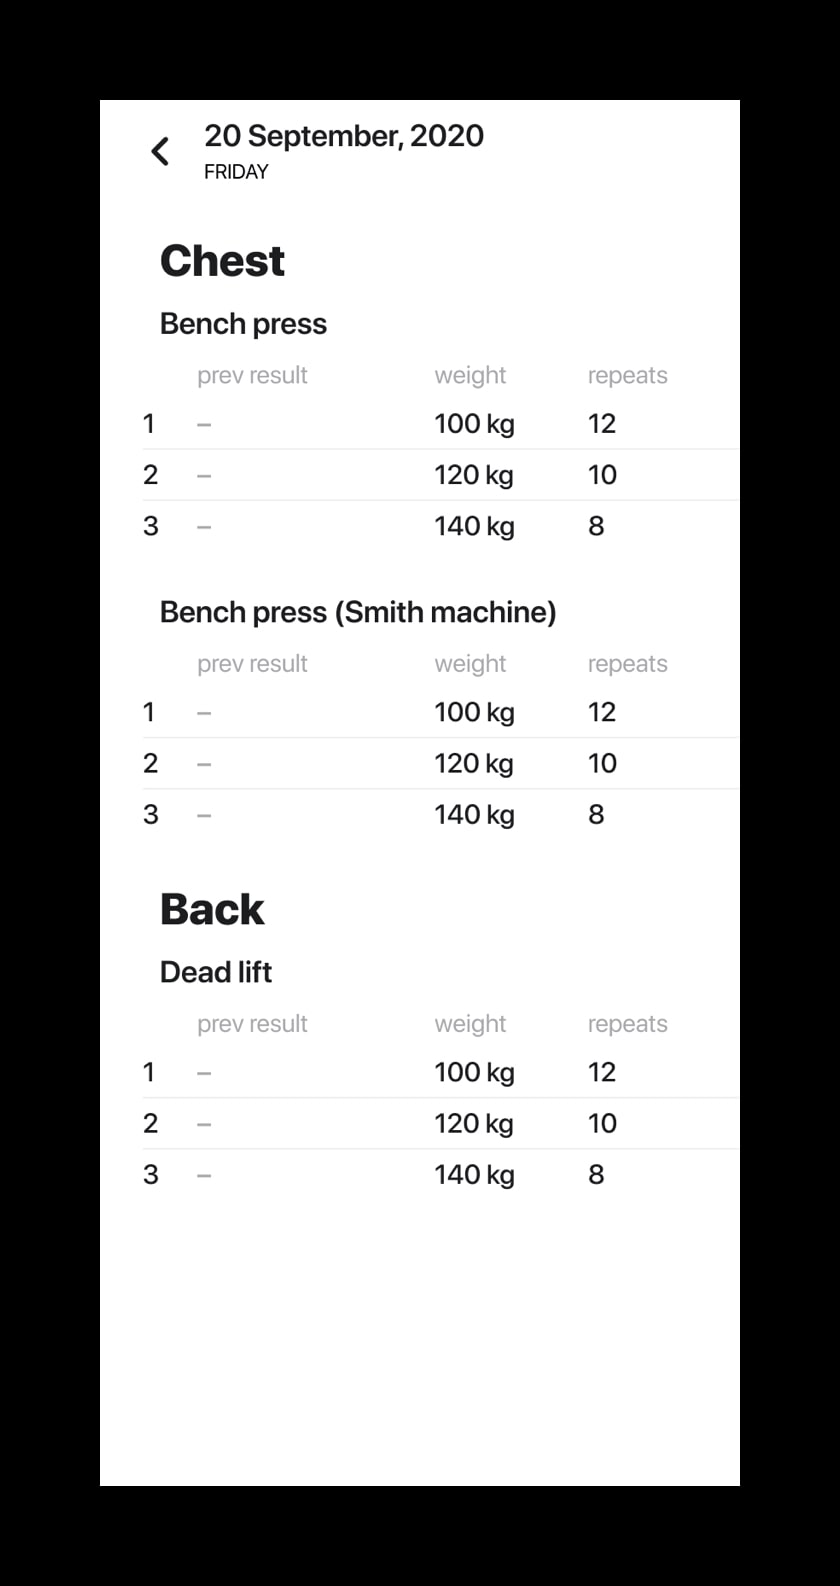 20 September, 2020
FRIDAY
Chest
Bench press
prev result weight repeats
1 – 100 kg 12
2 – 120 kg 10
3 – 140 kg 8
Bench press (Smith machine)
prev result weight repeats
1 – 100 kg 12
2 – 120 kg 10
3 – 140 kg 8
Back
Dead lift
prev result weight repeats
1 – 100 kg 12
2 – 120 kg 10
3 – 140 kg 8